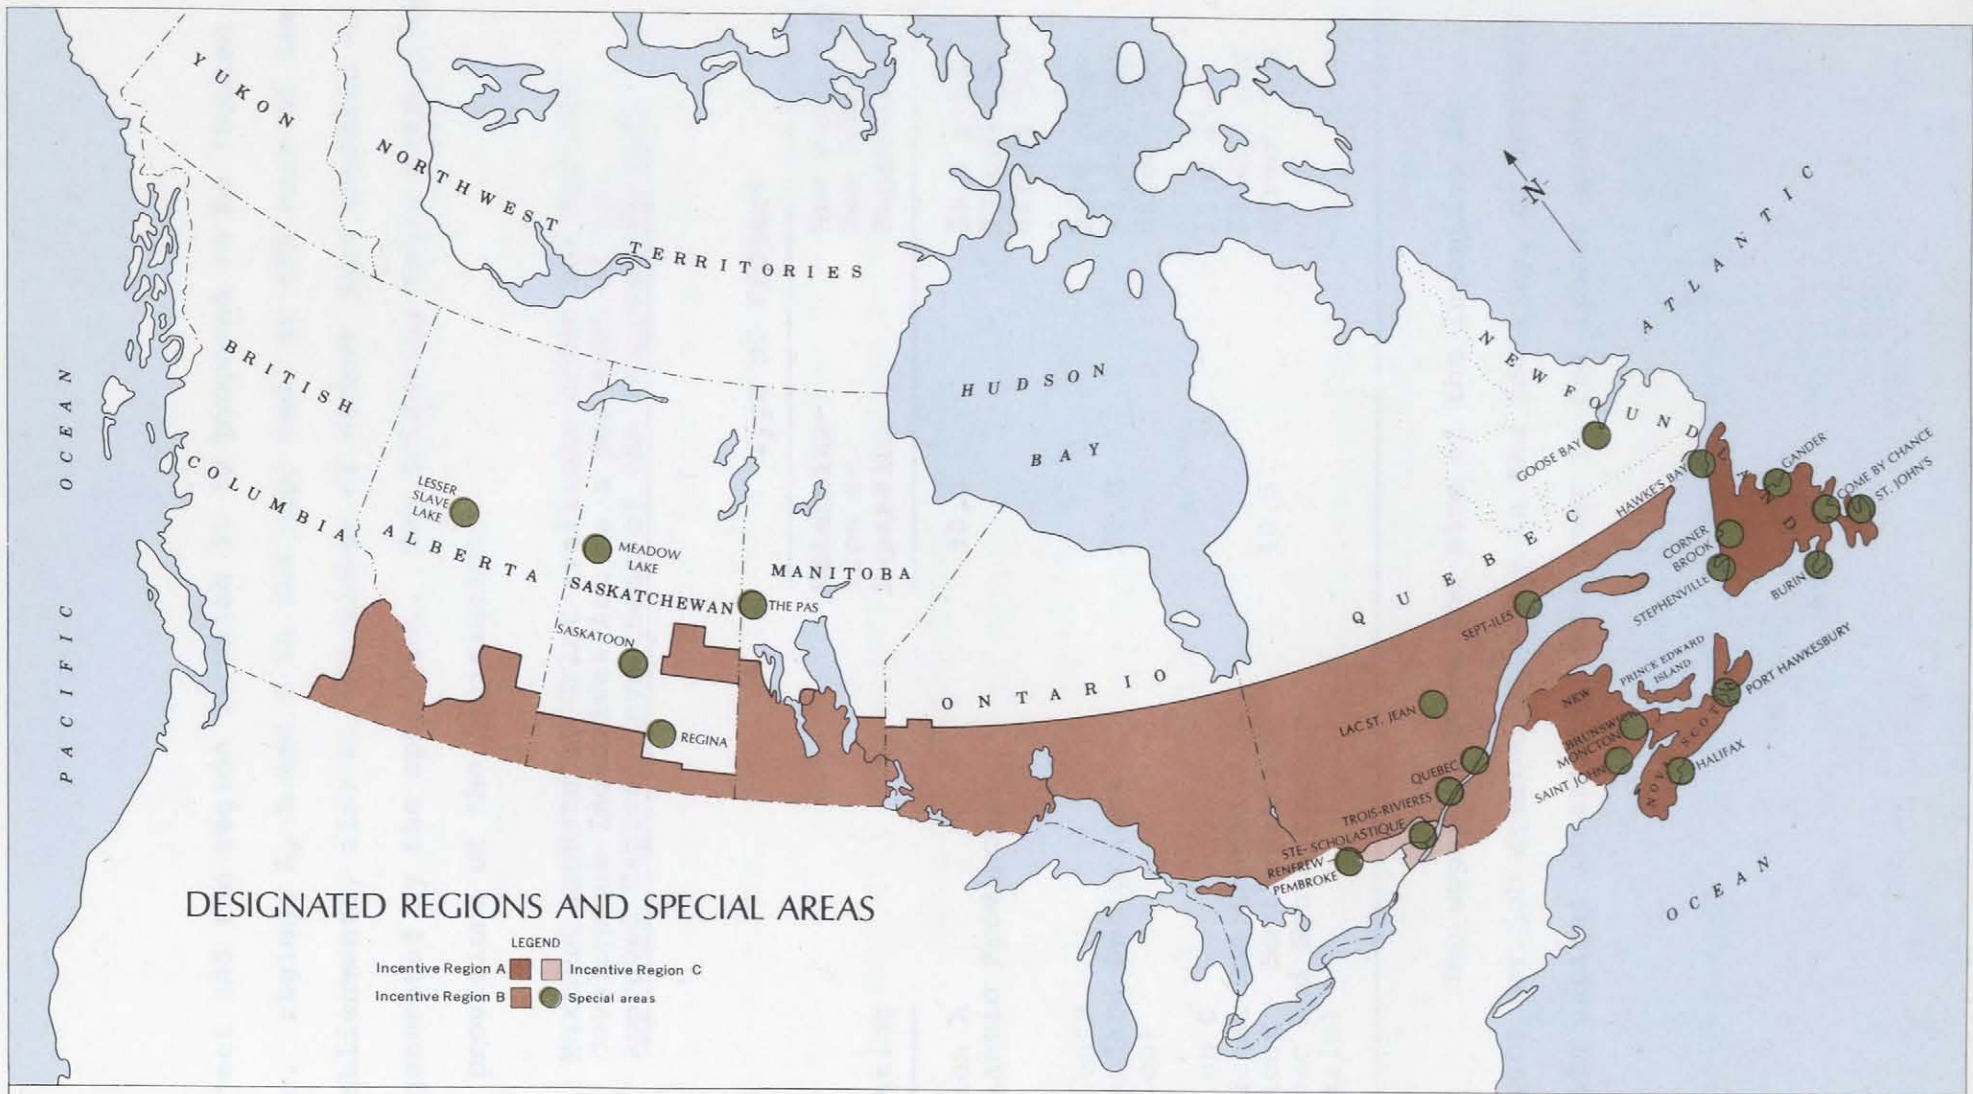 YUKON
NORTHWEST
TERRITORIES
BRITISH
COLUMBIA
PACIFIC OCEAN
ALBERTA
LESSER
SLAVE
LAKE
MEADOW
LAKE
SASKATCHEWAN
SASKATOON
REGINA
MANITOBA
THE PAS
HUDSON
BAY
ONTARIO
QUEBEC
NEWFOUNDLAND
N
ATLANTIC
OCEAN
GOOSE BAY
HAWKE'S BAY
GANDER
COME BY CHANCE
ST. JOHN'S
CORNER
BROOK
STEPHENVILLE
BURIN
SEPT-ILES
PRINCE EDWARD
ISLAND
PORT HAWKESBURY
NEW
BRUNSWICK
MONCTON
SAINT JOHN
NOVA SCOTIA
HALIFAX
LAC ST. JEAN
QUEBEC
TROIS-RIVIERES
STE- SCHOLASTIQUE
RENFREW
PEMBROKE
DESIGNATED REGIONS AND SPECIAL AREAS
LEGEND
Incentive Region A
Incentive Region C
Incentive Region B
Special areas